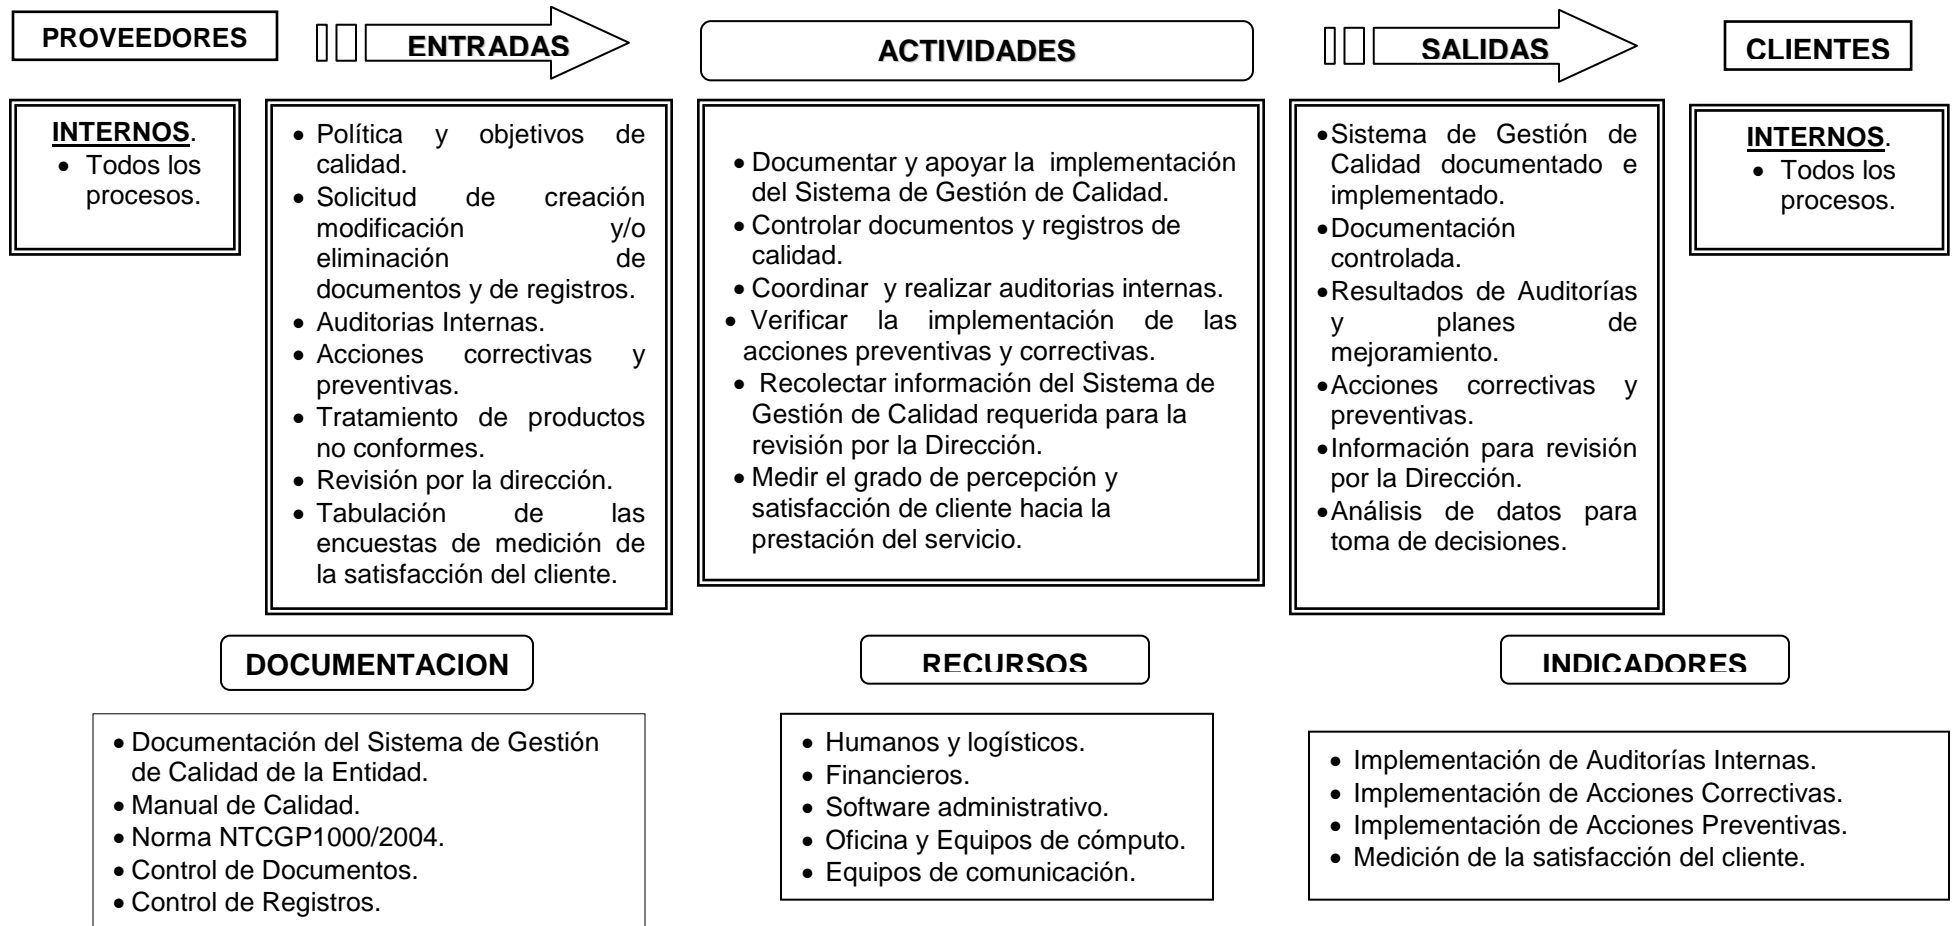 PROVEEDORES
ENTRADAS
ACTIVIDADES
SALIDAS
CLIENTES
INTERNOS.
• Todos los
procesos.
• Política y objetivos de
calidad.
• Solicitud de creación
modificación y/o
eliminación de
documentos y de registros.
• Auditorias Internas.
• Acciones correctivas y
preventivas.
• Tratamiento de productos
no conformes.
• Revisión por la dirección.
• Tabulación de las
encuestas de medición de
la satisfacción del cliente.
• Documentar y apoyar la implementación
del Sistema de Gestión de Calidad.
• Controlar documentos y registros de
calidad.
• Coordinar y realizar auditorias internas.
• Verificar la implementación de las
acciones preventivas y correctivas.
• Recolectar información del Sistema de
Gestión de Calidad requerida para la
revisión por la Dirección.
• Medir el grado de percepción y
satisfacción de cliente hacia la
prestación del servicio.
• Sistema de Gestión de
Calidad documentado e
implementado.
• Documentación
controlada.
• Resultados de Auditorías
y planes de
mejoramiento.
• Acciones correctivas y
preventivas.
• Información para revisión
por la Dirección.
• Análisis de datos para
toma de decisiones.
INTERNOS.
• Todos los
procesos.
DOCUMENTACION
RECURSOS
INDICADORES
• Documentación del Sistema de Gestión
de Calidad de la Entidad.
• Manual de Calidad.
• Norma NTCGP1000/2004.
• Control de Documentos.
• Control de Registros.
• Humanos y logísticos.
• Financieros.
• Software administrativo.
• Oficina y Equipos de cómputo.
• Equipos de comunicación.
• Implementación de Auditorías Internas.
• Implementación de Acciones Correctivas.
• Implementación de Acciones Preventivas.
• Medición de la satisfacción del cliente.